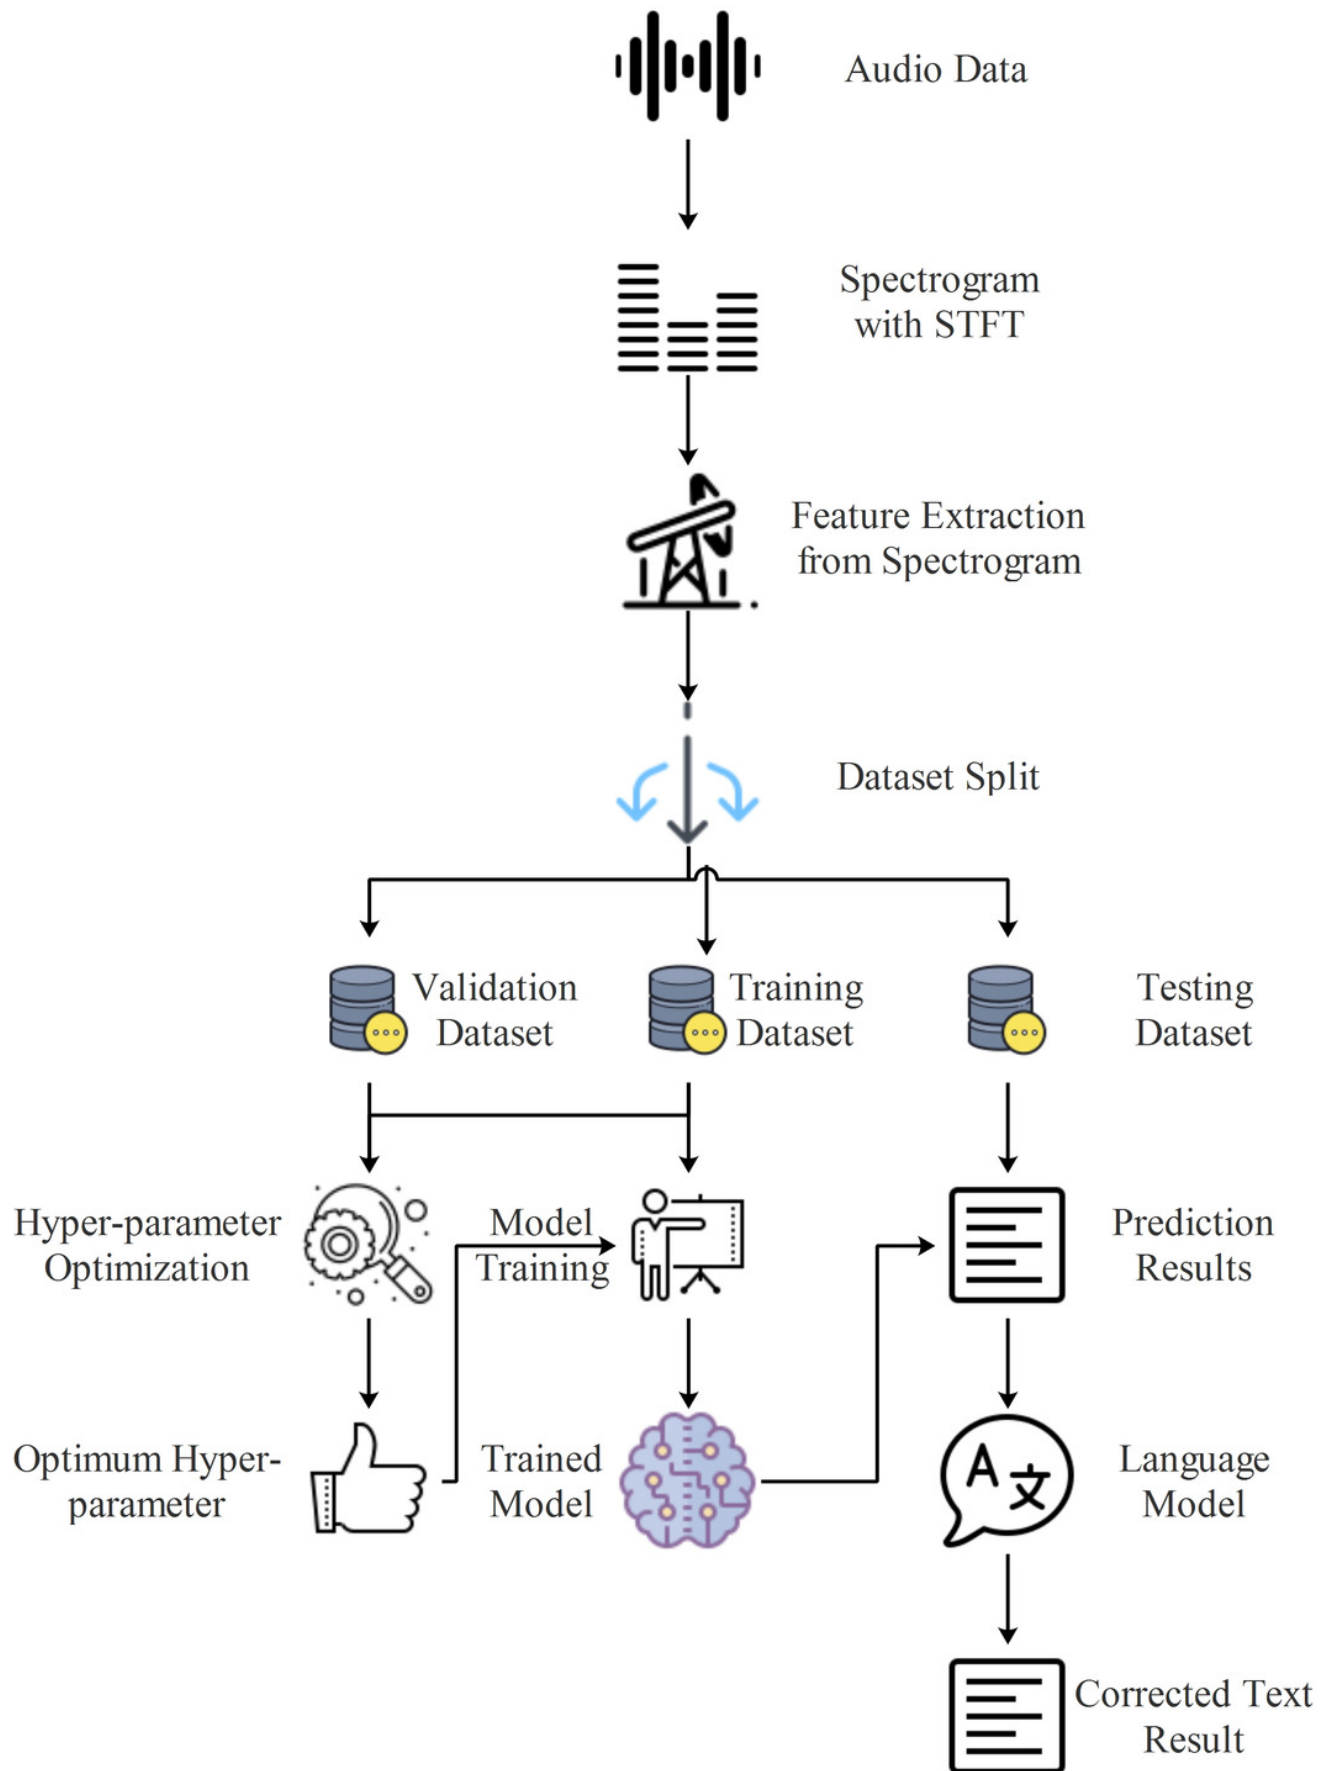 Audio Data
Spectrogram
with STFT
Feature Extraction
from Spectrogram
Dataset Split
Validation
Dataset
Training
Dataset
Testing
Dataset
Hyper-parameter
Optimization
Model
Training
Prediction
Results
Optimum Hyper-
parameter
Trained
Model
A 文
Language
Model
Corrected Text
Result